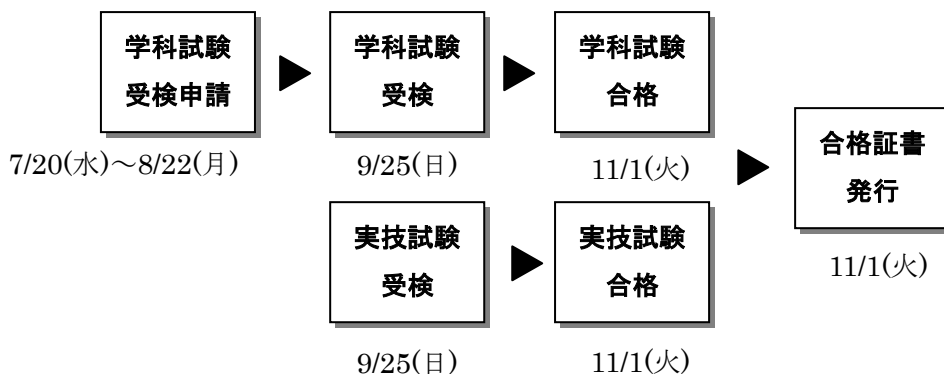 学科試験
受検申請
7/20(水)～8/22(月)
学科試験
受検
9/25(日)
学科試験
合格
11/1(火)
実技試験
受検
9/25(日)
実技試験
合格
11/1(火)
合格証書
発行
11/1(火)